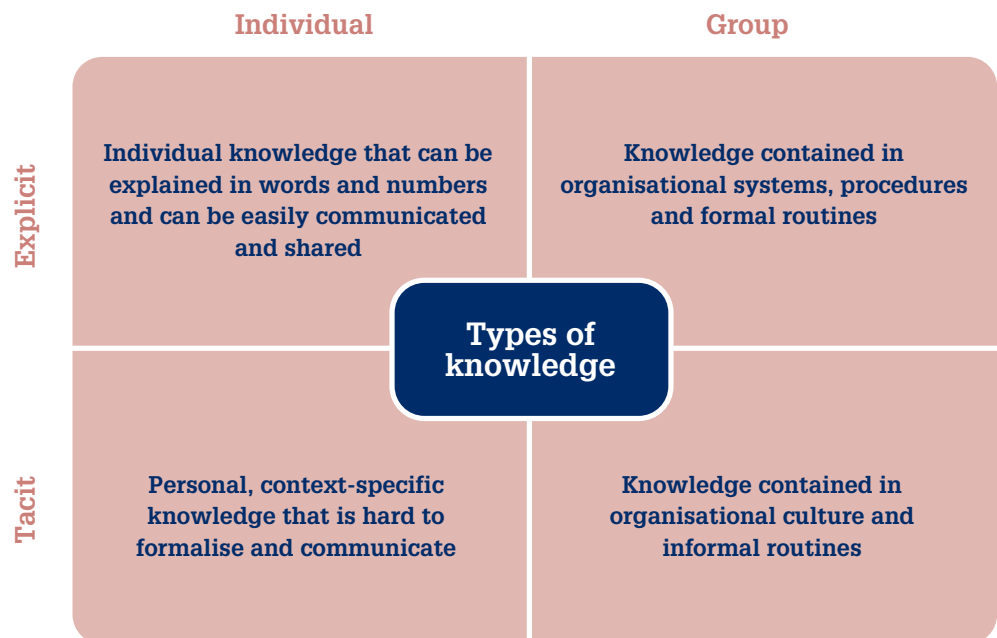 Individual
Group
Explicit
Individual knowledge that can be
explained in words and numbers
and can be easily communicated
and shared
Knowledge contained in
organisational systems, procedures
and formal routines
Types of
knowledge
Tacit
Personal, context-specific
knowledge that is hard to
formalise and communicate
Knowledge contained in
organisational culture and
informal routines